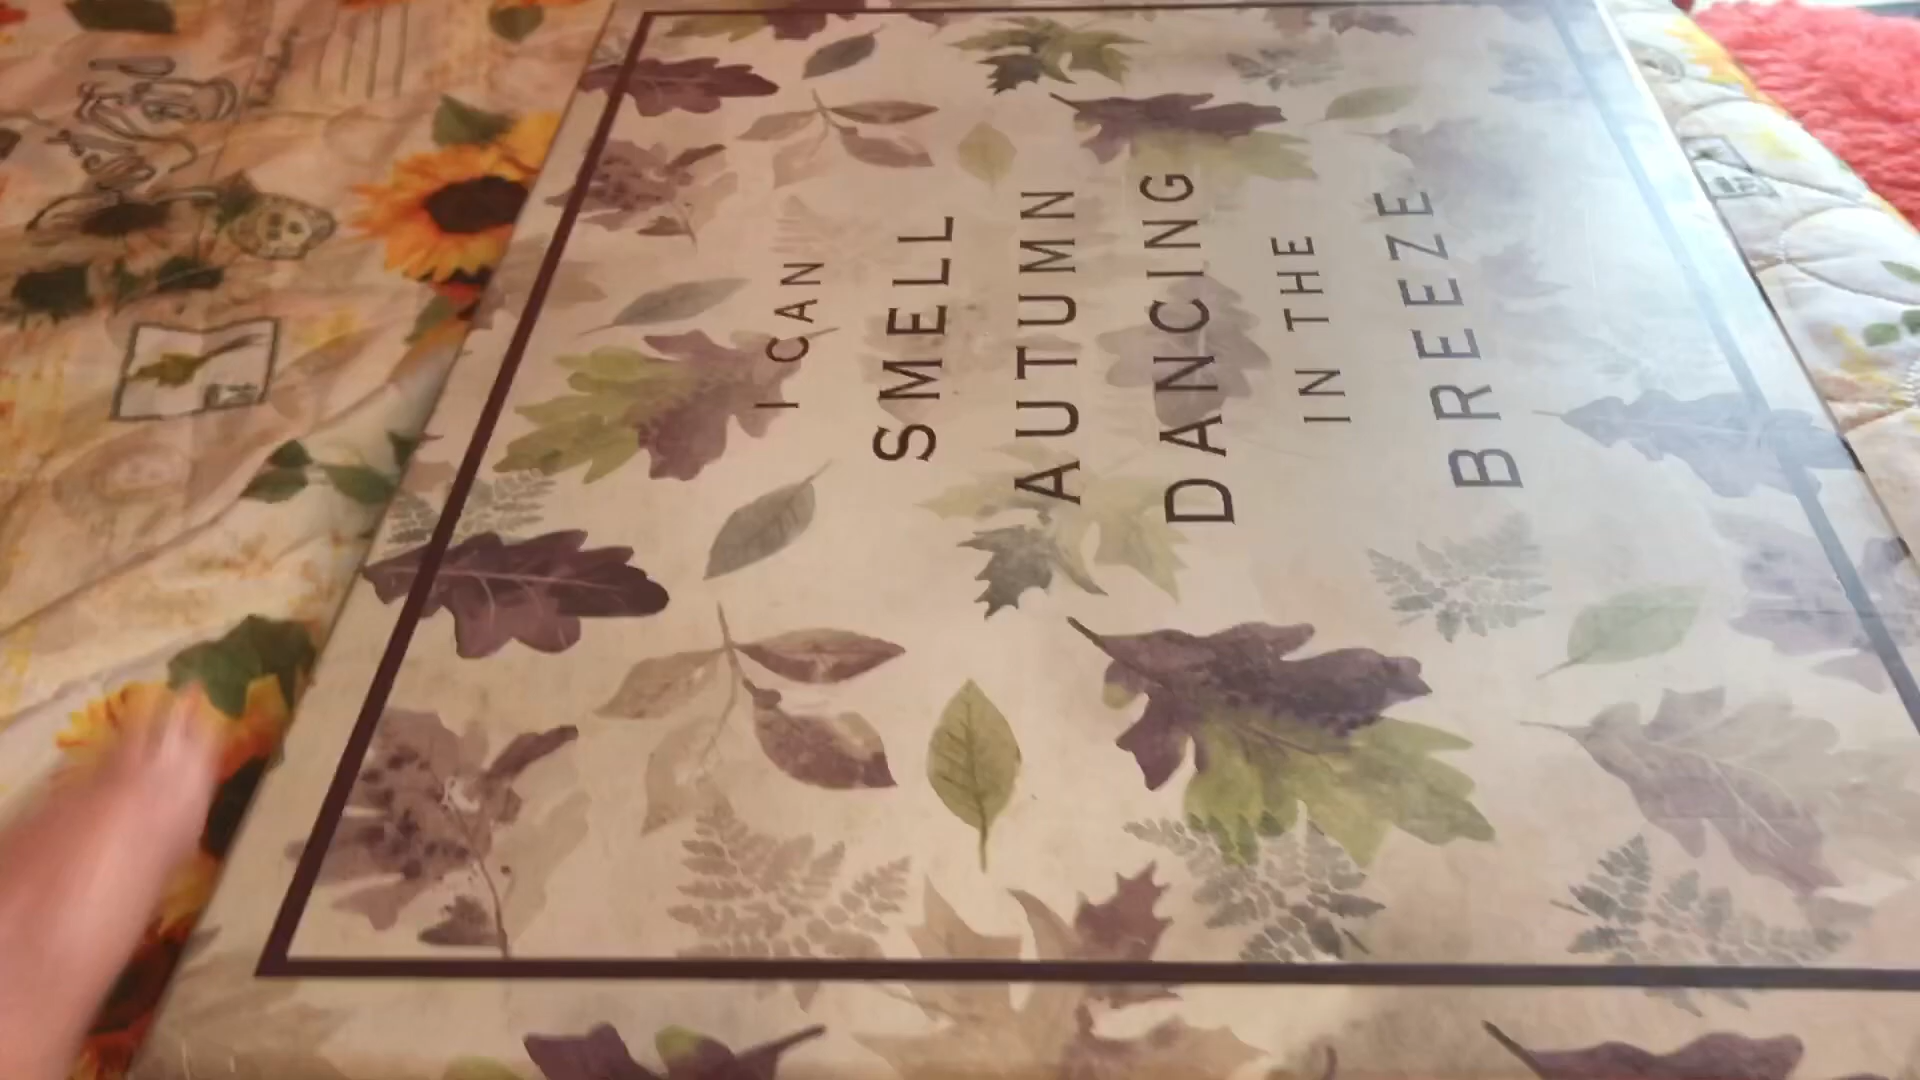 I CAN
SMELL
AUTUMN
DANCING
IN THE
BREEZE